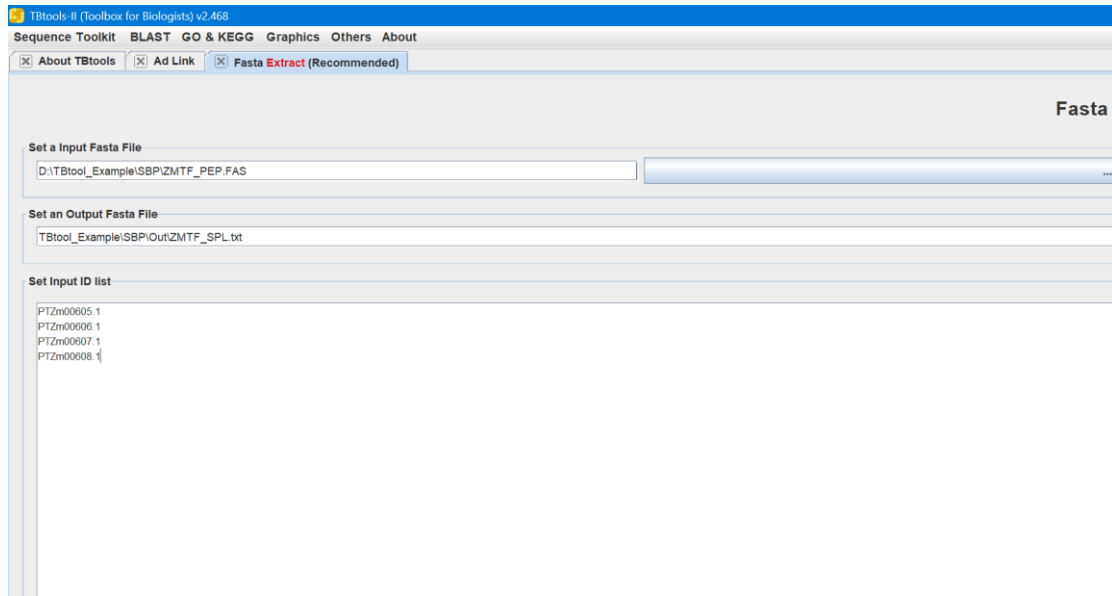 TBtools-II (Toolbox for Biologists) v2.468
Sequence Toolkit BLAST GO & KEGG Graphics Others About
About TBtools Ad Link Fasta Extract (Recommended)
Fasta
Set a Input Fasta File
D:\TBtool_Example\SBP\ZMTF_PEP.FAS
...
Set an Output Fasta File
TBtool_Example\SBP\Out\ZMTF_SPL.txt
Set Input ID list
PTZm00605.1
PTZm00606.1
PTZm00607.1
PTZm00608.1